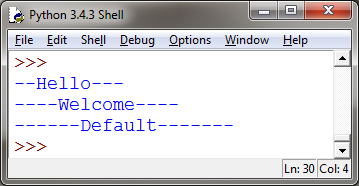 Python 3.4.3 Shell
File Edit Shell Debug Options Window Help
>>>
--Hello---
----Welcome----
------Default-------
>>>
Ln: 30 Col: 4